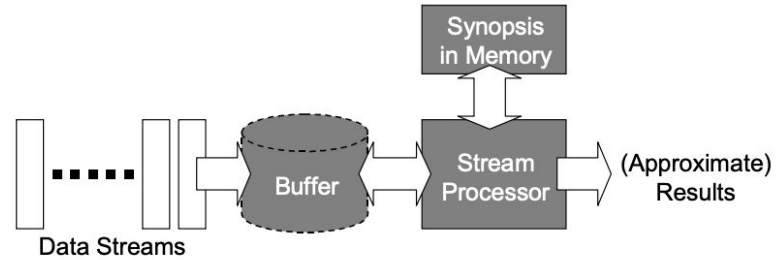 Synopsis
in Memory
Buffer
Stream
Processor
(Approximate)
Results
Data Streams